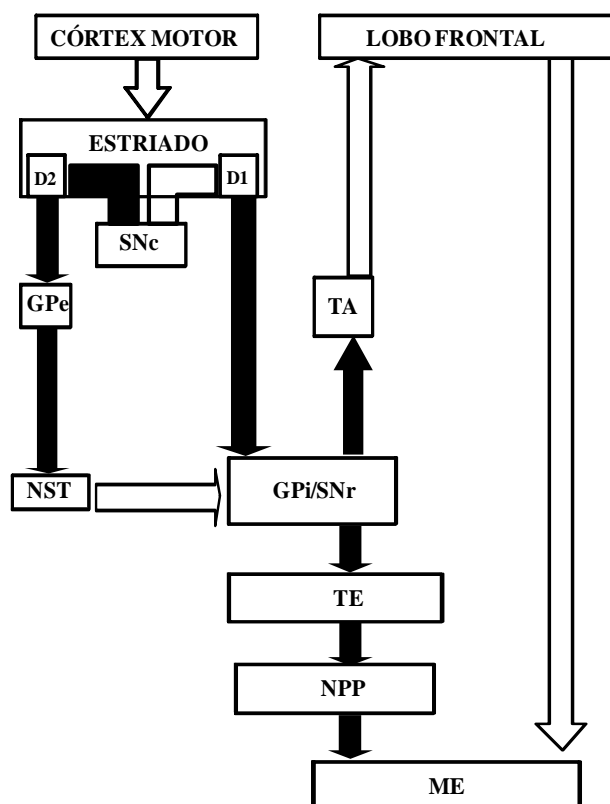 CÓRTEX MOTOR
LOBO FRONTAL
ESTRIADO
D2
D1
SNc
GPe
TA
NST
GPi/SNr
TE
NPP
ME